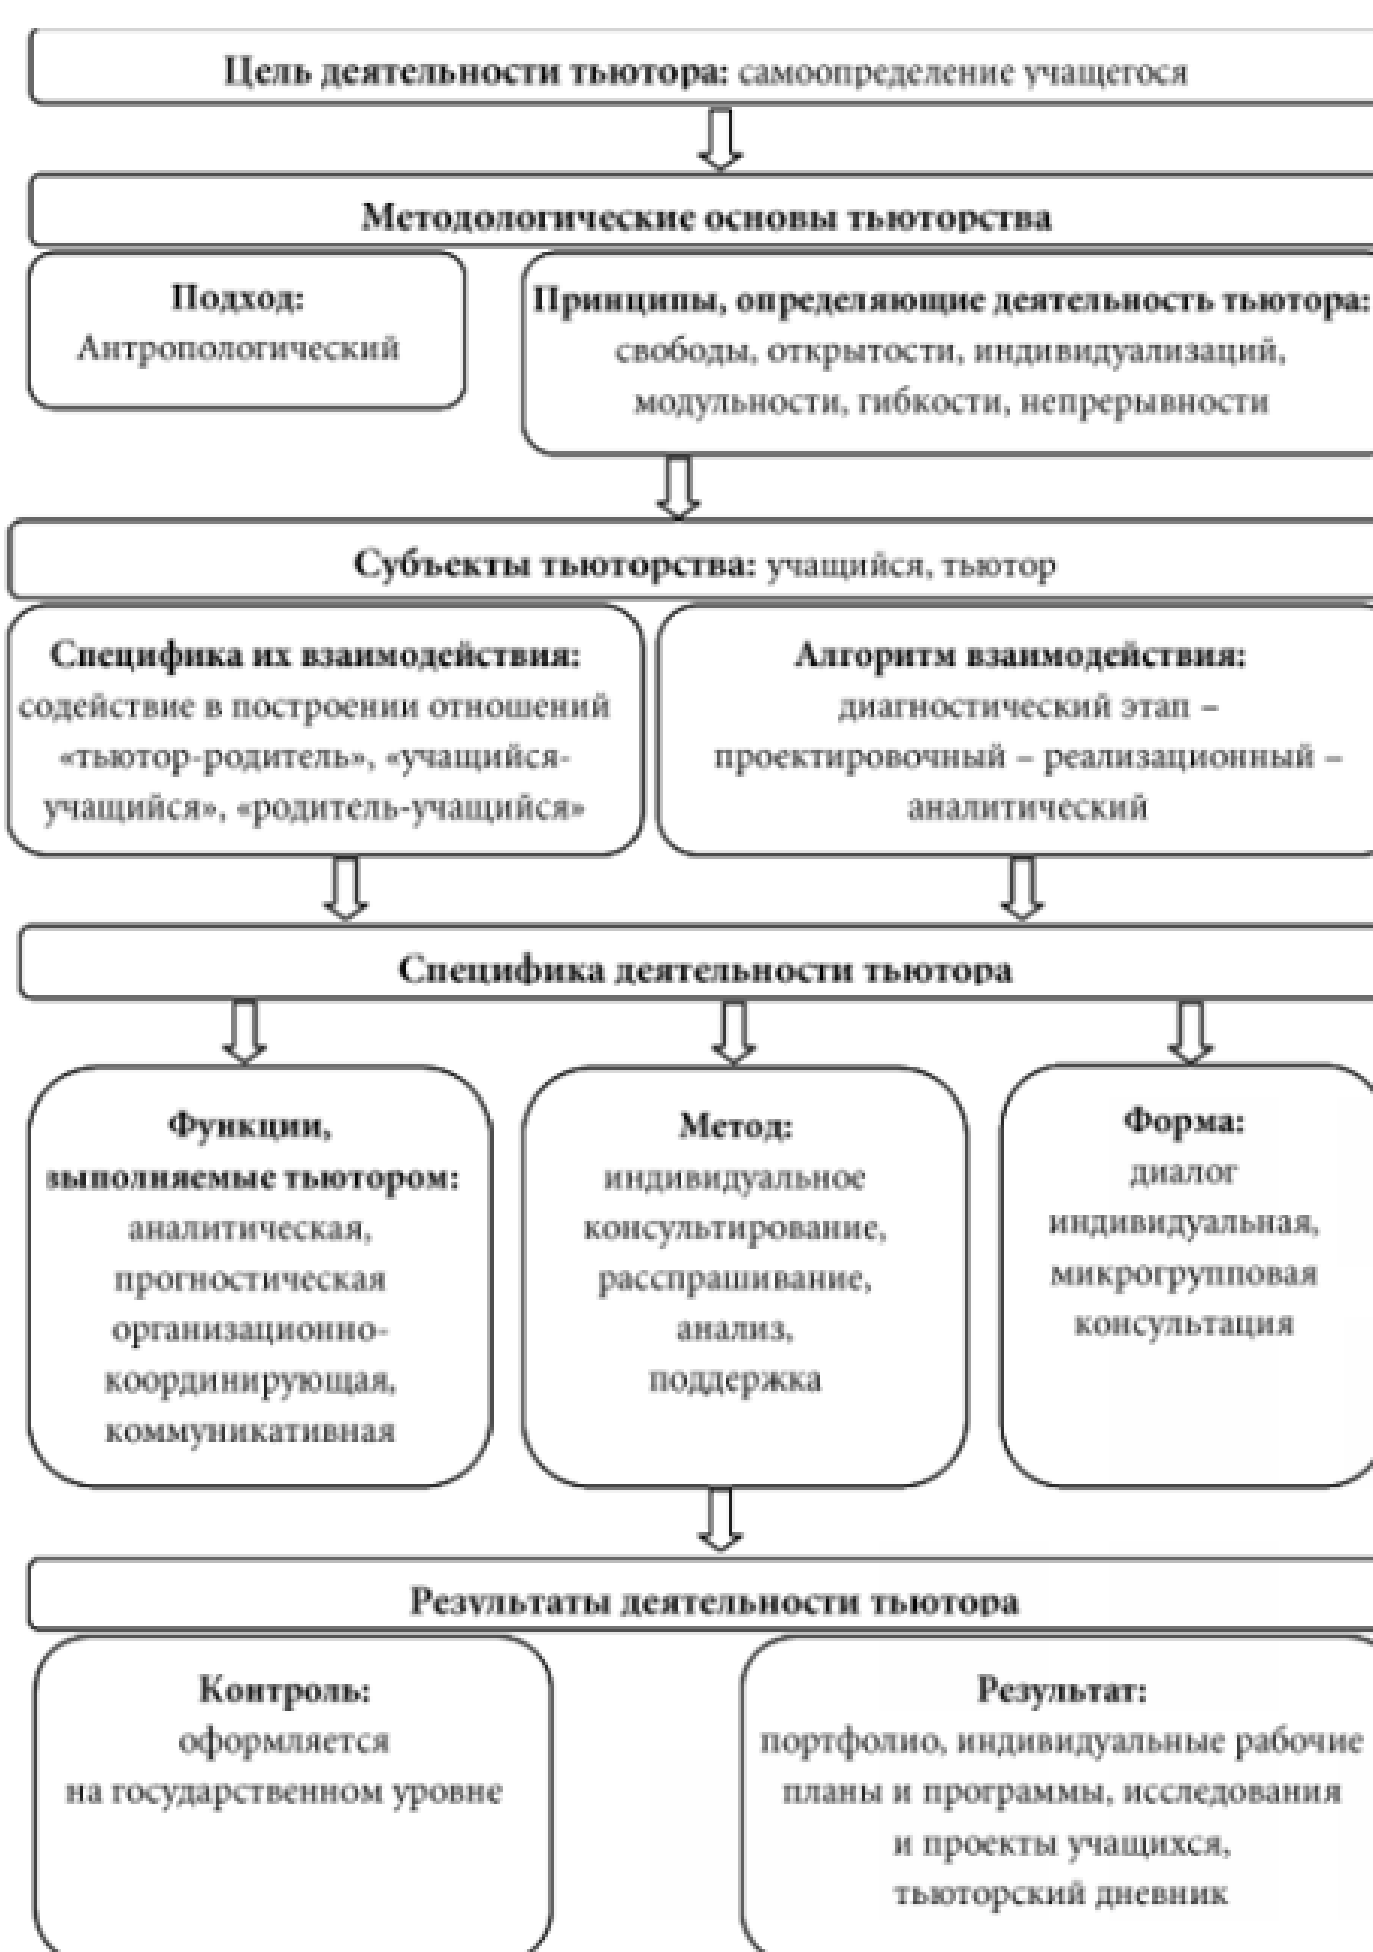 Цель деятельности тьютора: самоопределение учащегося
Методологические основы тьюторства
Подход:
Антропологический
Принципы, определяющие деятельность тьютора:
свободы, открытости, индивидуализаций,
модульности, гибкости, непрерывности
Субъекты тьюторства: учащийся, тьютор
Специфика их взаимодействия:
содействие в построении отношений
«тьютор-родитель», «учащийся-
учащийся», «родитель-учащийся»
Алгоритм взаимодействия:
диагностический этап –
проектировочный – реализационный –
аналитический
Специфика деятельности тьютора
Функции,
выполняемые тьютором:
аналитическая,
прогностическая
организационно-
координирующая,
коммуникативная
Метод:
индивидуальное
консультирование,
расспрашивание,
анализ,
поддержка
Форма:
диалог
индивидуальная,
микрогрупповая
консультация
Результаты деятельности тьютора
Контроль:
оформляется
на государственном уровне
Результат:
портфолио, индивидуальные рабочие
планы и программы, исследования
и проекты учащихся,
тьюторский дневник